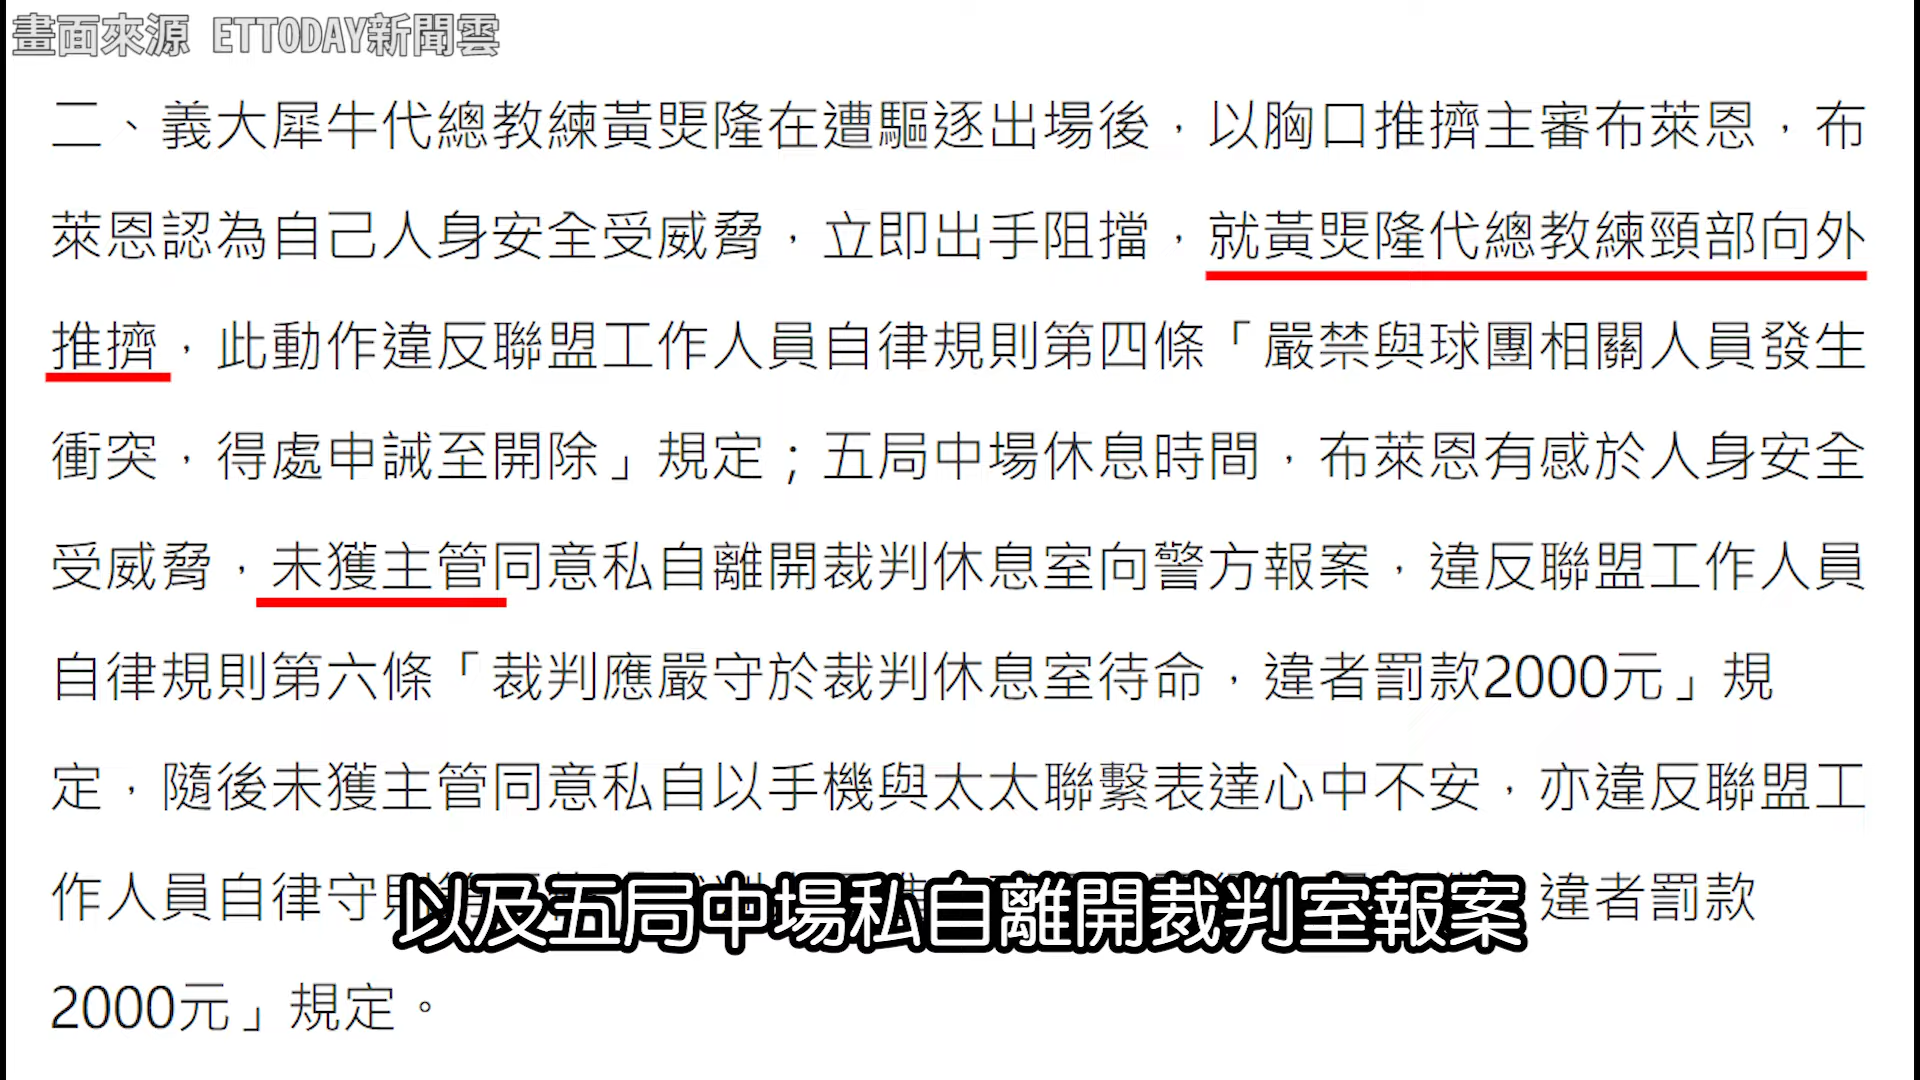 畫面來源 ETTODAY新聞雲
二、義大犀牛代總教練黃煚隆在遭驅逐出場後，以胸口推擠主審布萊恩，布
萊恩認為自己人身安全受威脅，立即出手阻擋，就黃煚隆代總教練頸部向外
推擠，此動作違反聯盟工作人員自律規則第四條「嚴禁與球團相關人員發生
衝突，得處申誡至開除」規定；五局中場休息時間，布萊恩有感於人身安全
受威脅，未獲主管同意私自離開裁判休息室向警方報案，違反聯盟工作人員
自律規則第六條「裁判應嚴守於裁判休息室待命，違者罰款2000元」規
定，隨後未獲主管同意私自以手機與太太聯繫表達心中不安，亦違反聯盟工
作人員自律守則 違者罰款
以及五局中場私自離開裁判室報案
2000元」規定。